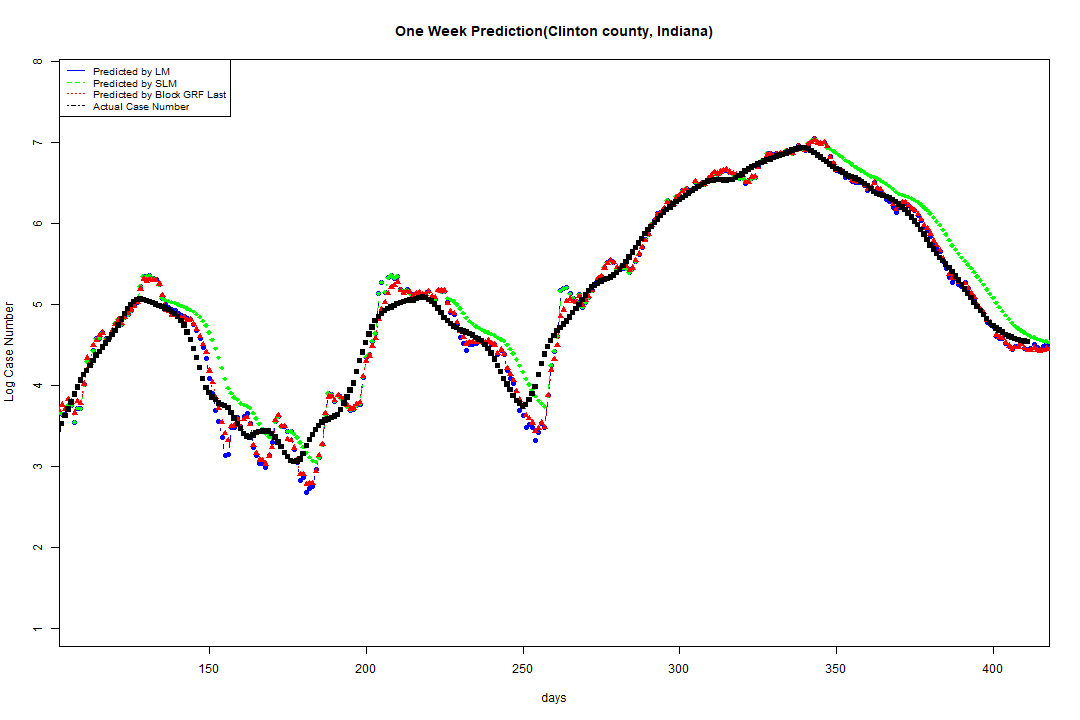 One Week Prediction(Clinton county, Indiana)
Predicted by LM
Predicted by SLM
Predicted by Block GRF Last
Actual Case Number
8
7
6
5
4
3
2
1
Log Case Number
150 200 250 300 350 400
days